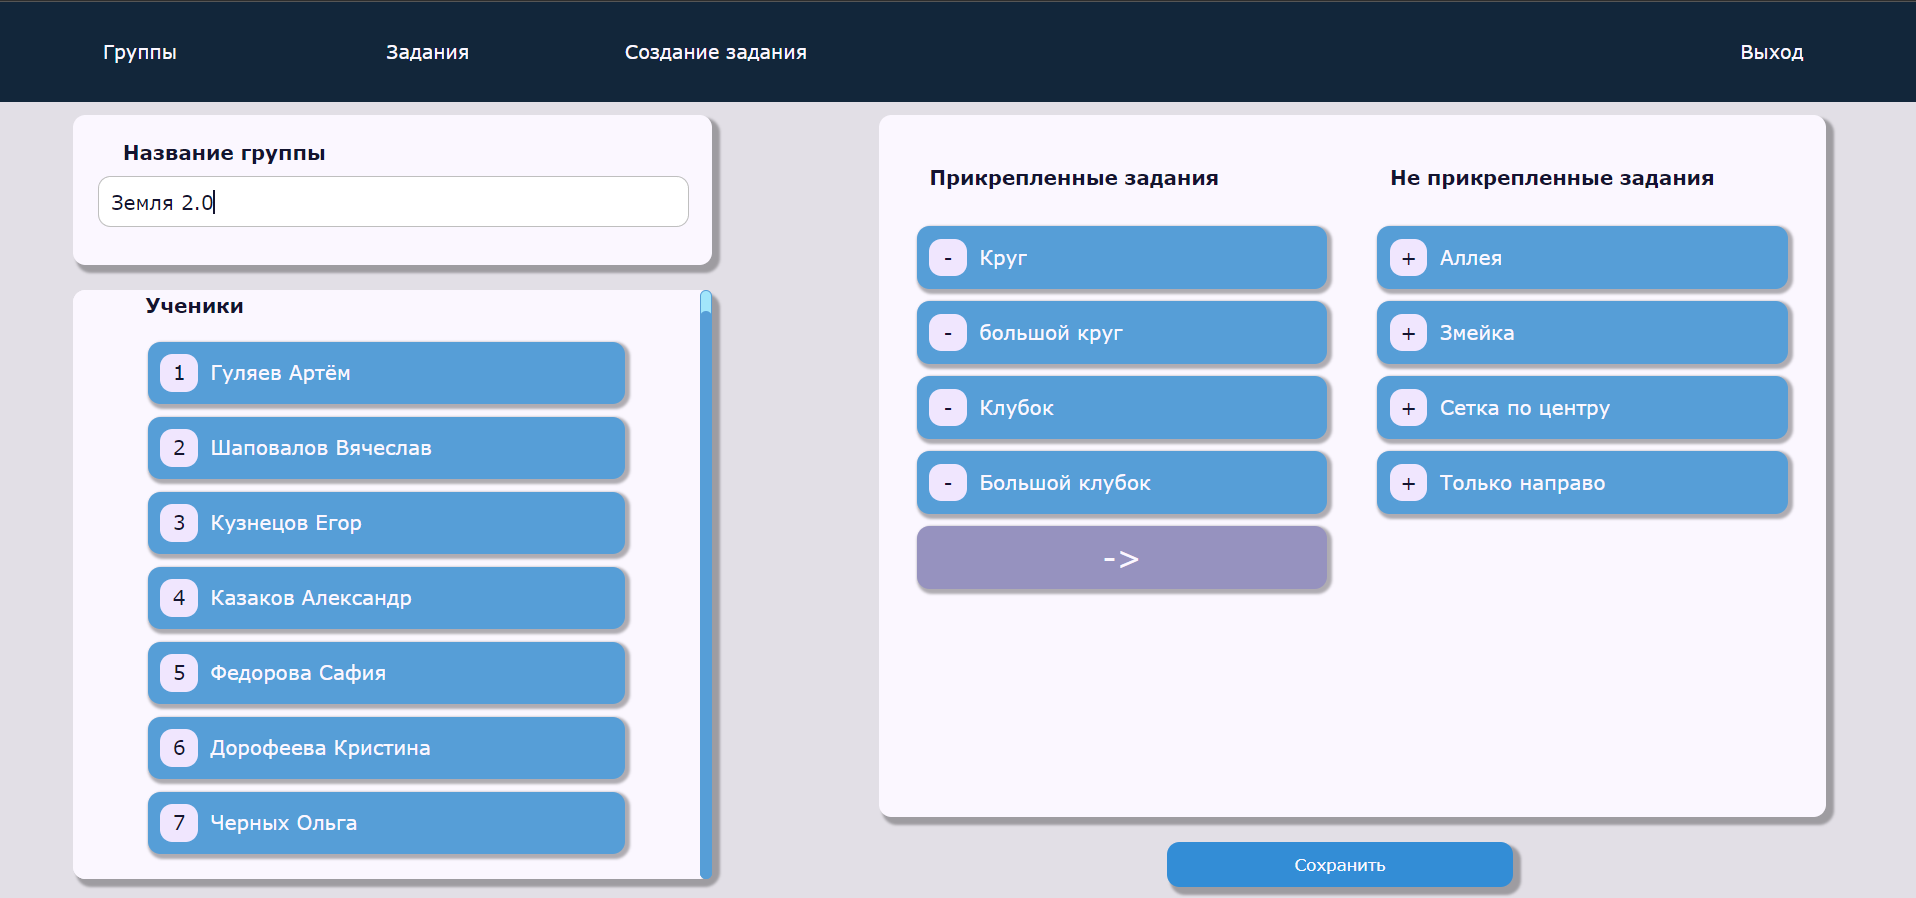 Группы
Задания
Создание задания
Выход
Название группы
Земля 2.0
Ученики
1 Гуляев Артём
2 Шаповалов Вячеслав
3 Кузнецов Егор
4 Казаков Александр
5 Федорова Сафия
6 Дорофеева Кристина
7 Черных Ольга
Прикрепленные задания
- Круг
- большой круг
- Клубок
- Большой клубок
->
Не прикрепленные задания
+ Аллея
+ Змейка
+ Сетка по центру
+ Только направо
Сохранить